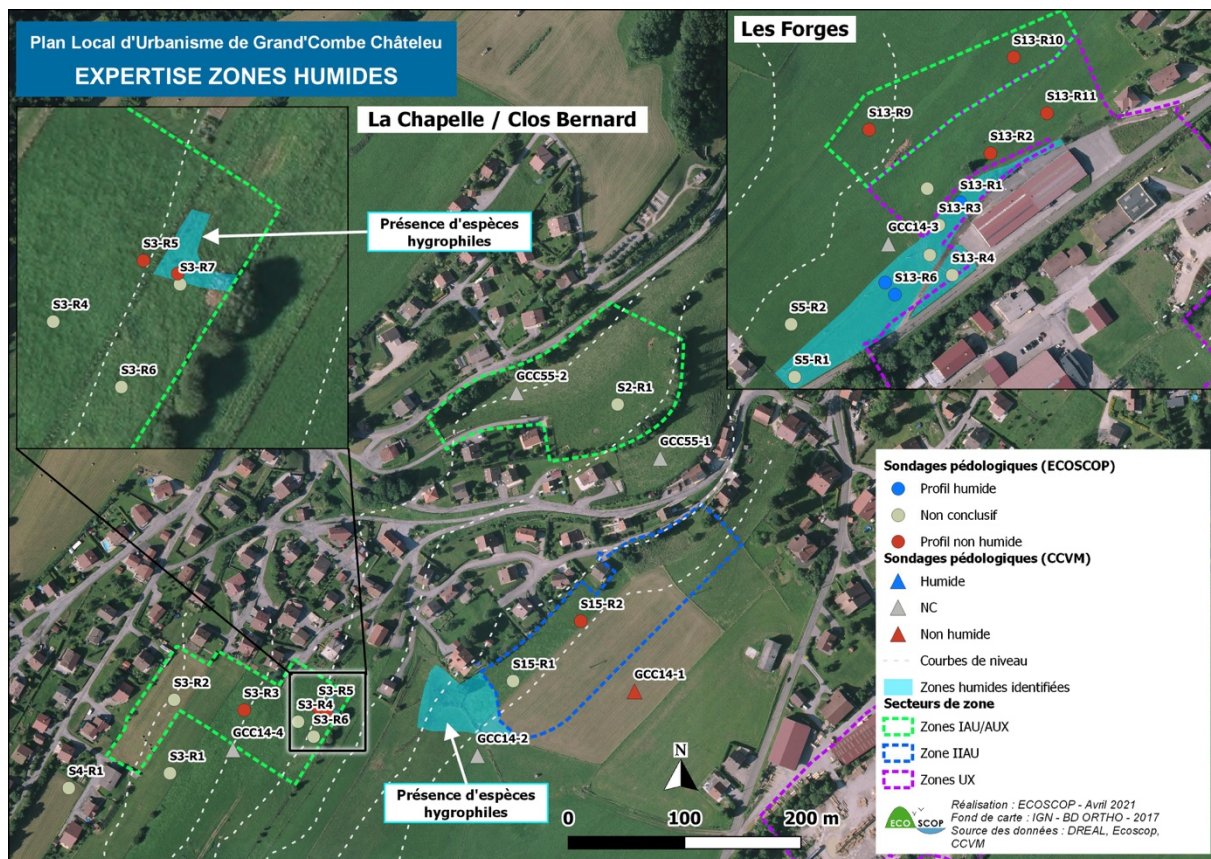 Plan Local d'Urbanisme de Grand'Combe Château
EXPERTISE ZONES HUMIDES
La Chapelle / Clos Bernard
Les Forges
Présence d'espèces
hygrophiles
S3-R5
S3-R7
S3-R4
S3-R6
S13-R10
S13-R9
S13-R11
S13-R2
S13-R1
S13-R3
GCC14-3
S13-R4
S13-R6
S5-R2
S5-R1
GCC55-2
S2-R1
GCC55-1
S15-R2
S15-R1
GCC14-1
GCC14-2
S3-R2
S3-R3
S3-R5
S3-R4
S3-R6
GCC14-4
S3-R1
S4-R1
Présence d'espèces
hygrophiles
N
0 100 200 m
Sondages pédologiques (ECOSCOP)
Profil humide
Non conclusif
Profil non humide
Sondages pédologiques (CCVM)
Humide
NC
Non humide
Courbes de niveau
Zones humides identifiées
Secteurs de zone
Zones IAU/AUX
Zone IIAU
Zones UX
ECO SCOP
Réalisation : ECOSCOP - Avril 2021
Fond de carte : IGN - BD ORTHO - 2017
Source des données : DREAL, Ecoscop,
CCVM